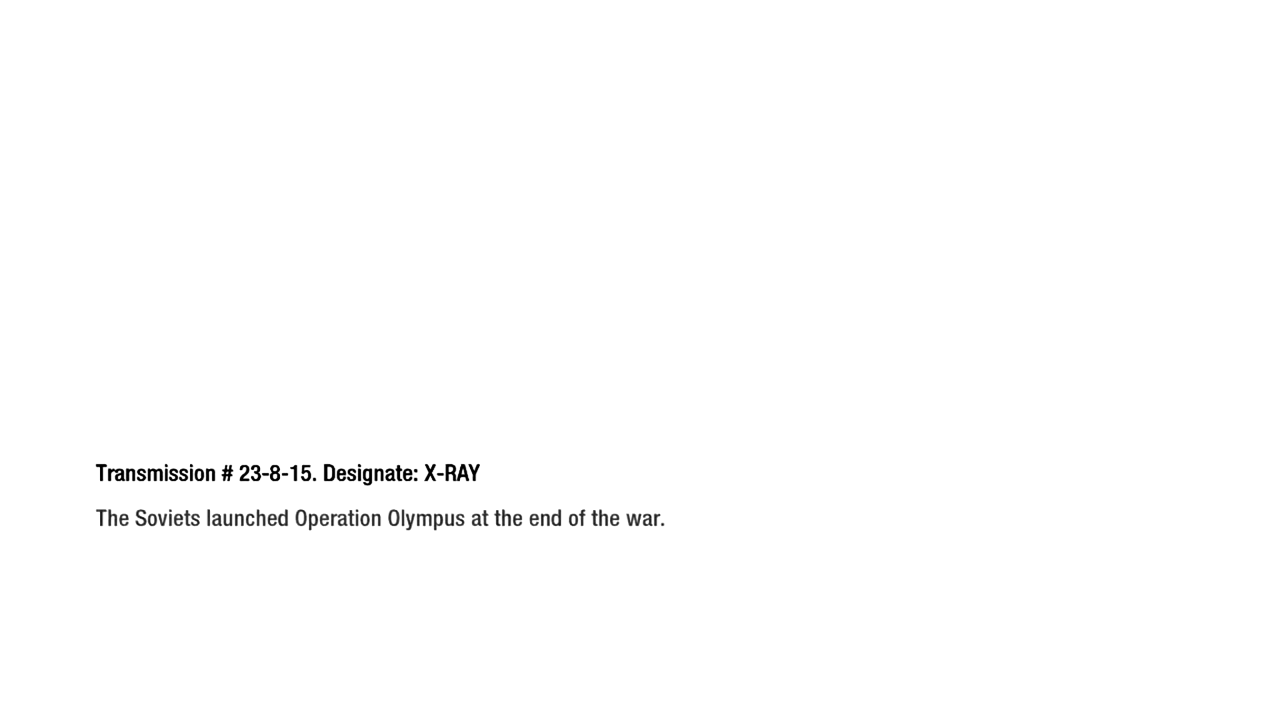 Transmission # 23-8-15. Designate: X-RAY
The Soviets launched Operation Olympus at the end of the war.